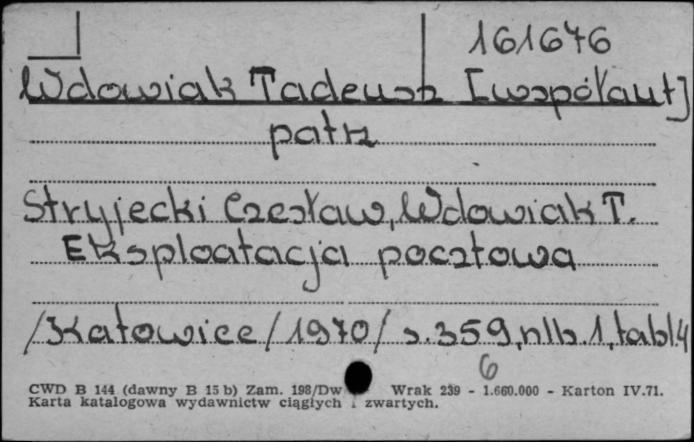 161676
Wdowiak Tadeusz [współaut]
patrz
Stryjecki Czesław, Wdowiak T.
Eksploatacja pocztowa
/Katowice/1970/ s. 359, nlb. 1, tabl. 4
6
CWD B 144 (dawny B 15 b) Zam. 198/Dw Wrak 239 - 1.660.000 - Karton IV.71.
Karta katalogowa wydawnictw ciągłych i zwartych.